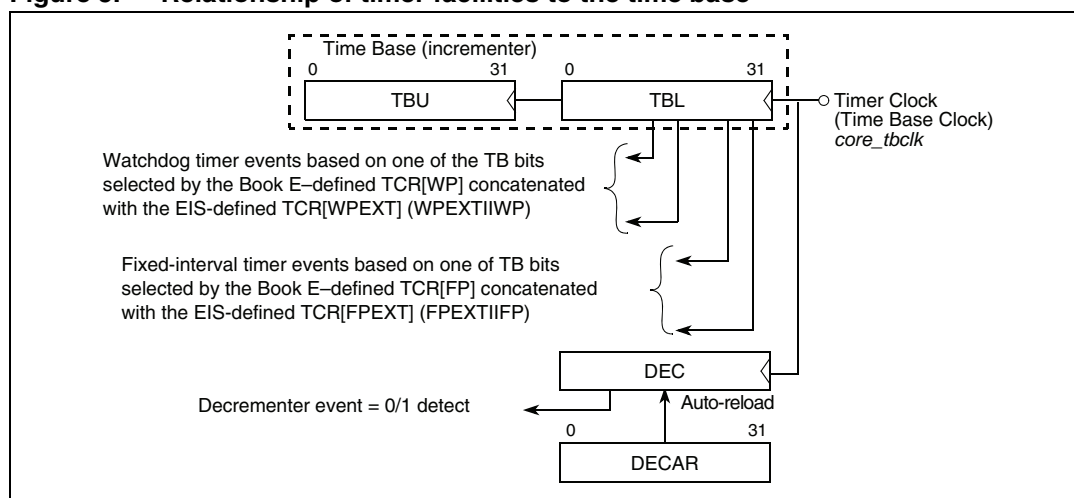 Figure 3. Relationship of timer facilities to the time base
Time Base (incrementer)
0 31 0 31
TBU TBL
Timer Clock
(Time Base Clock)
core_tbclk
Watchdog timer events based on one of the TB bits
selected by the Book E–defined TCR[WP] concatenated
with the EIS-defined TCR[WPEXT] (WPEXTIIWP)
Fixed-interval timer events based on one of TB bits
selected by the Book E–defined TCR[FP] concatenated
with the EIS-defined TCR[FPEXT] (FPEXTIIFP)
DEC
Decrementer event = 0/1 detect
Auto-reload
0 31
DECAR